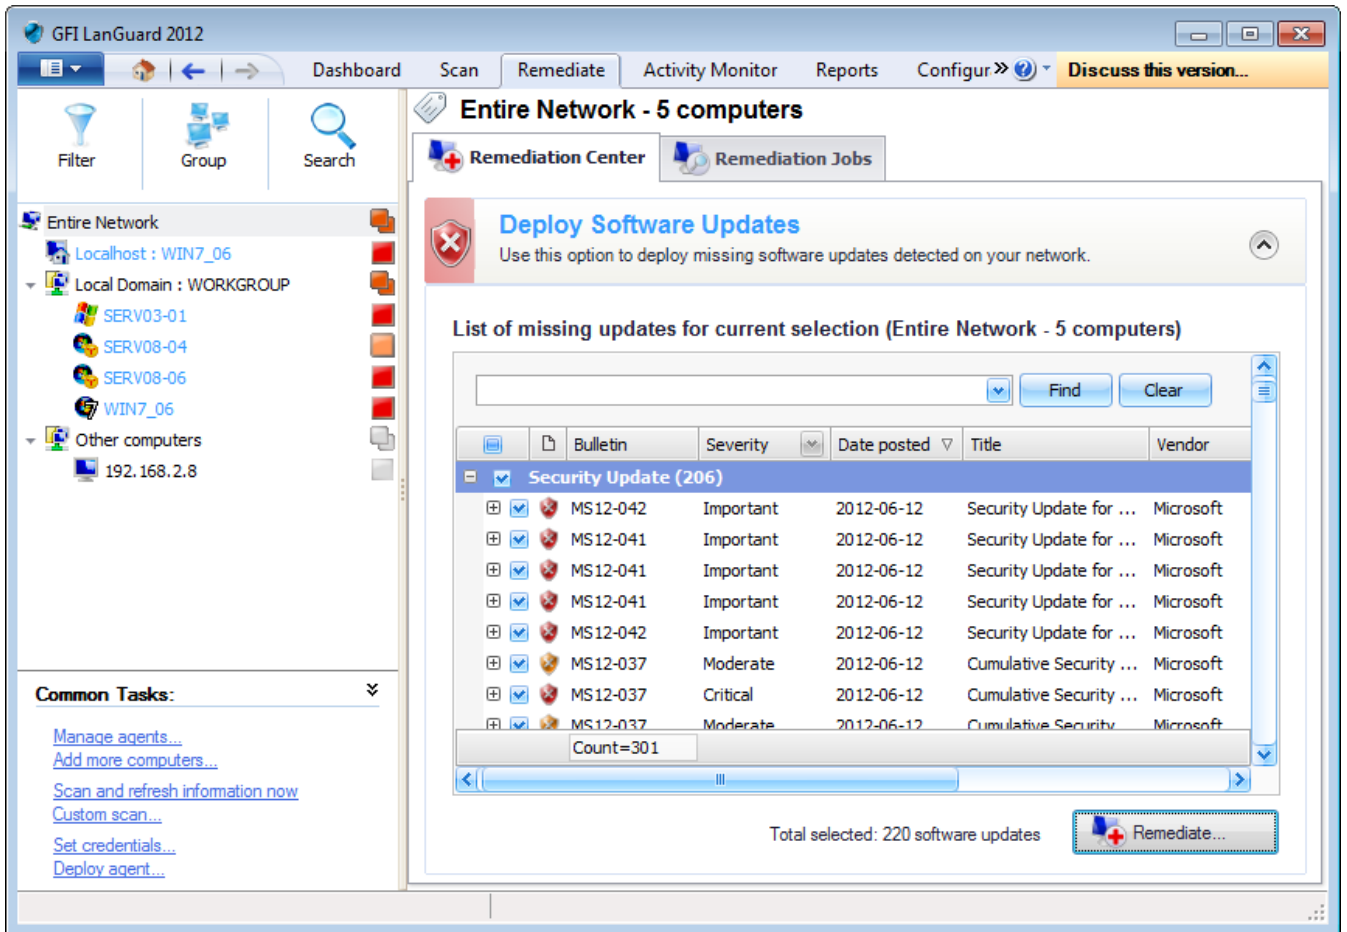 GFI LanGuard 2012
Dashboard Scan Remediate Activity Monitor Reports Configur Discuss this version...
Filter Group Search
Entire Network
Localhost : WIN7_06
Local Domain : WORKGROUP
SERV03-01
SERV08-04
SERV08-06
WIN7_06
Other computers
192.168.2.8
Common Tasks:
Manage agents...
Add more computers...
Scan and refresh information now
Custom scan...
Set credentials...
Deploy agent...
Entire Network - 5 computers
Remediation Center Remediation Jobs
Deploy Software Updates
Use this option to deploy missing software updates detected on your network.
List of missing updates for current selection (Entire Network - 5 computers)
Find Clear
Bulletin Severity Date posted Title Vendor
Security Update (206)
MS12-042 Important 2012-06-12 Security Update for ... Microsoft
MS12-041 Important 2012-06-12 Security Update for ... Microsoft
MS12-041 Important 2012-06-12 Security Update for ... Microsoft
MS12-041 Important 2012-06-12 Security Update for ... Microsoft
MS12-042 Important 2012-06-12 Security Update for ... Microsoft
MS12-037 Moderate 2012-06-12 Cumulative Security ... Microsoft
MS12-037 Critical 2012-06-12 Cumulative Security ... Microsoft
MS12-037 Moderate 2012-06-12 Cumulative Security Microsoft
Count=301
Total selected: 220 software updates Remediate...